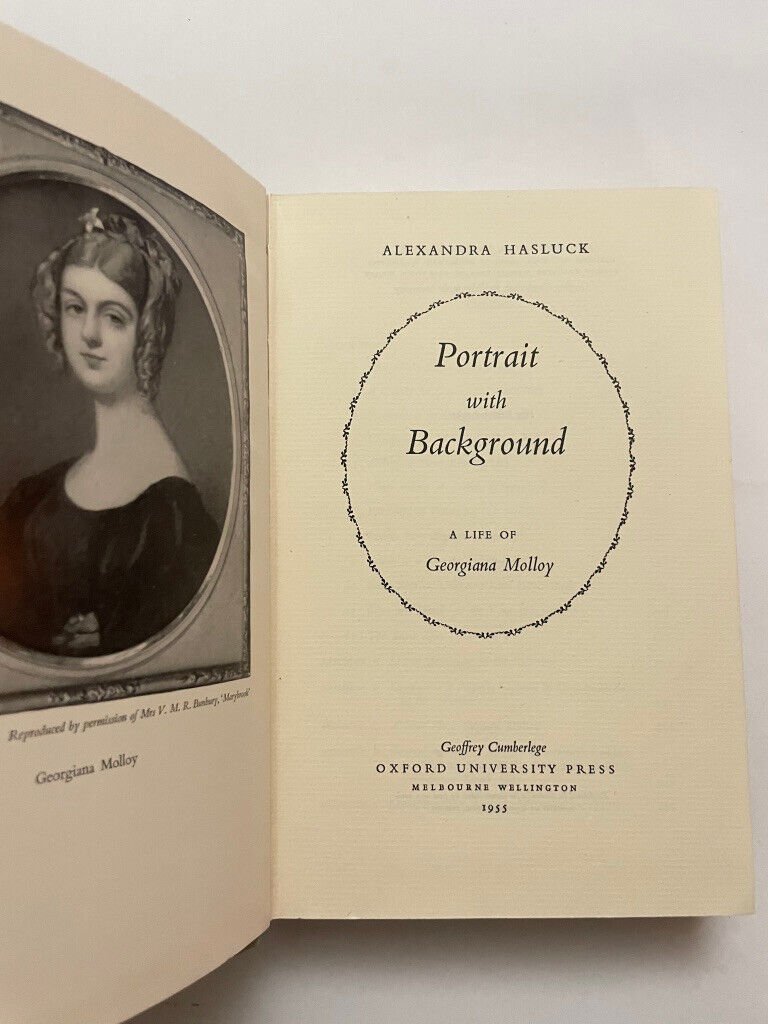 Reproduced by permission of Mrs V. M. R. Bunbury, 'Marybrook'
Georgiana Molloy
ALEXANDRA HASLUCK
Portrait
with
Background
A LIFE OF
Georgiana Molloy
Geoffrey Cumberlege
OXFORD UNIVERSITY PRESS
MELBOURNE WELLINGTON
1955